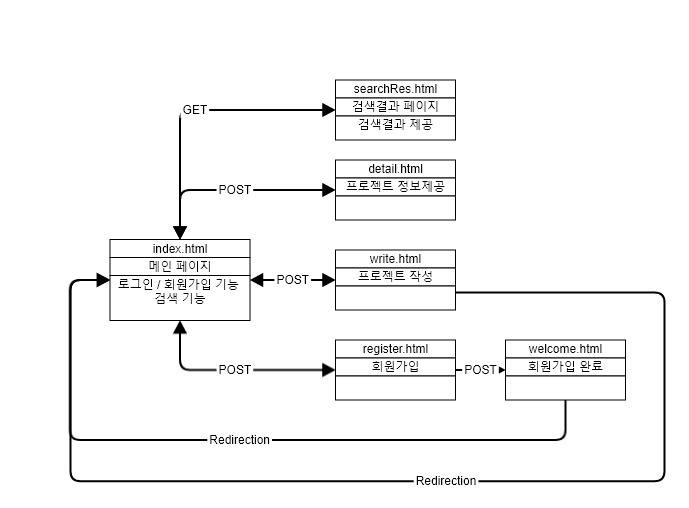 searchRes.html
검색결과 페이지
검색결과 제공
GET
detail.html
프로젝트 정보제공
POST
index.html
메인 페이지
로그인 / 회원가입 기능
검색 기능
POST
write.html
프로젝트 작성
register.html
회원가입
POST
POST
welcome.html
회원가입 완료
Redirection
Redirection